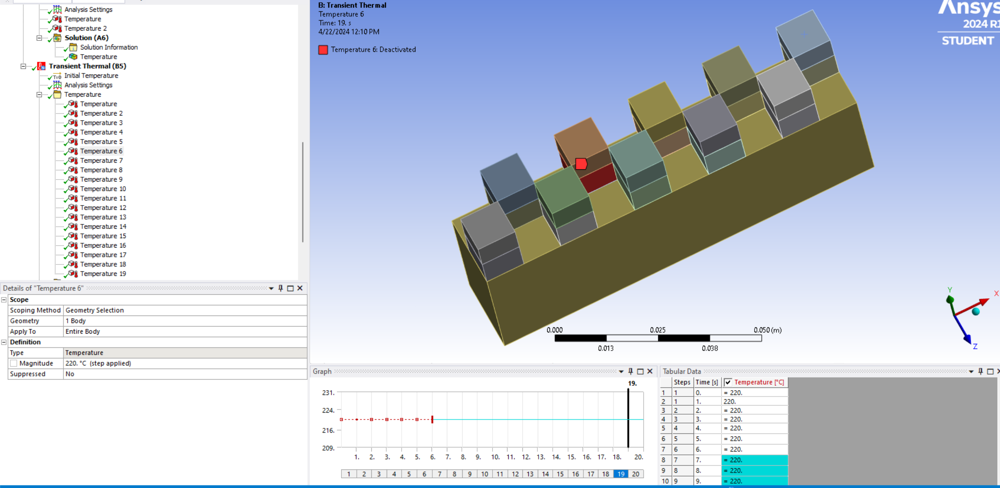 Analysis Settings
Temperature
Temperature 2
Solution (A6)
Solution Information
Temperature
Transient Thermal (B5)
T=0 Initial Temperature
Analysis Settings
Temperature
Temperature
Temperature 2
Temperature 3
Temperature 4
Temperature 5
Temperature 6
Temperature 7
Temperature 8
Temperature 9
Temperature 10
Temperature 11
Temperature 12
Temperature 13
Temperature 14
Temperature 15
Temperature 16
Temperature 17
Temperature 18
Temperature 19
Details of "Temperature 6"
Scope
Scoping Method Geometry Selection
Geometry 1 Body
Apply To Entire Body
Definition
Type Temperature
Magnitude 220. °C (step applied)
Suppressed No
B: Transient Thermal
Temperature 6
Time: 19. s
4/22/2024 12:10 PM
Temperature 6: Deactivated
Ansys
2024 R1
STUDENT
0.000 0.025 0.050 (m)
0.013 0.038
Y
X
Z
Graph
19.
231.
224.
216.
209.
1. 2. 3. 4. 5. 6. 7. 8. 9. 10. 11. 12. 13. 14. 15. 16. 17. 18. 20.
1 2 3 4 5 6 7 8 9 10 11 12 13 14 15 16 17 18 19 20
Tabular Data
Steps Time [s] Temperature [°C]
1 1 0. = 220.
2 1 1. 220.
3 2 2. = 220.
4 3 3. = 220.
5 4 4. = 220.
6 5 5. = 220.
7 6 6. = 220.
8 7 7. = 220.
9 8 8. = 220.
10 9 9. = 220.